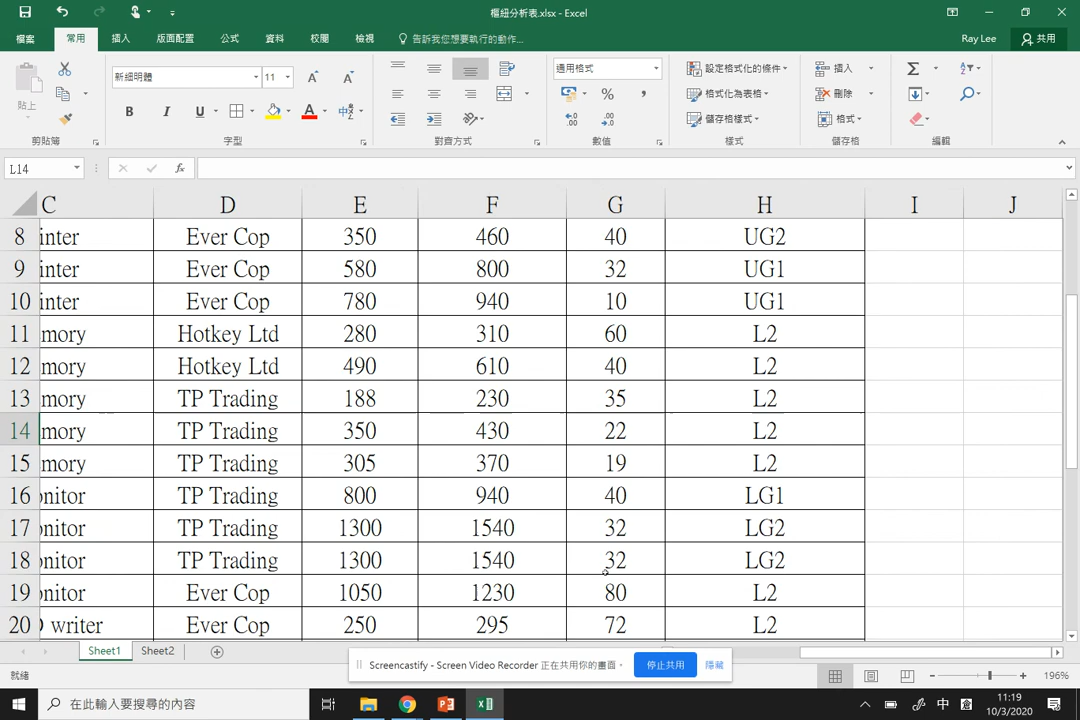 樞紐分析表.xlsx - Excel
檔案 常用 插入 版面配置 公式 資料 校閱 檢視 告訴我您想要執行的動作... Ray Lee 共用
貼上 新細明體 11 通用格式 設定格式化的條件 插入
B I U A 中 % , 格式化為表格 刪除
儲存格樣式 格式
剪貼簿 字型 對齊方式 數值 樣式 儲存格 編輯
L14 fx
C D E F G H I J
8 inter Ever Cop 350 460 40 UG2
9 inter Ever Cop 580 800 32 UG1
10 inter Ever Cop 780 940 10 UG1
11 mory Hotkey Ltd 280 310 60 L2
12 mory Hotkey Ltd 490 610 40 L2
13 mory TP Trading 188 230 35 L2
14 mory TP Trading 350 430 22 L2
15 mory TP Trading 305 370 19 L2
16 onitor TP Trading 800 940 40 LG1
17 onitor TP Trading 1300 1540 32 LG2
18 onitor TP Trading 1300 1540 32 LG2
19 onitor Ever Cop 1050 1230 80 L2
20 writer Ever Cop 250 295 72 L2
Sheet1 Sheet2
Screencastify - Screen Video Recorder 正在共用你的畫面。 停止共用 隱藏
就緒 196%
在此輸入要搜尋的內容 中 倉 11:19
10/3/2020